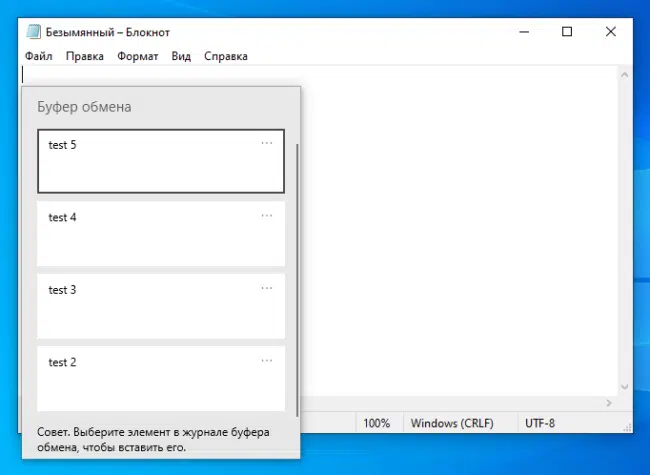 Безымянный – Блокнот
Файл Правка Формат Вид Справка
Буфер обмена
test 5
test 4
test 3
test 2
Совет. Выберите элемент в журнале буфера
обмена, чтобы вставить его.
100% Windows (CRLF) UTF-8